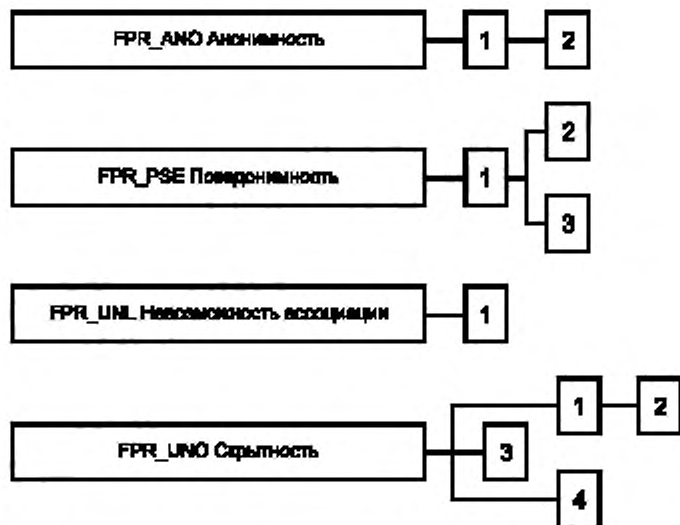 FPR_ANO Анонимность 1 2
2
FPR_PSE Псевдонимность 1
3
FPR_UNL Невозможность ассоциации 1
1 2
FPR_UNO Скрытность 3
4